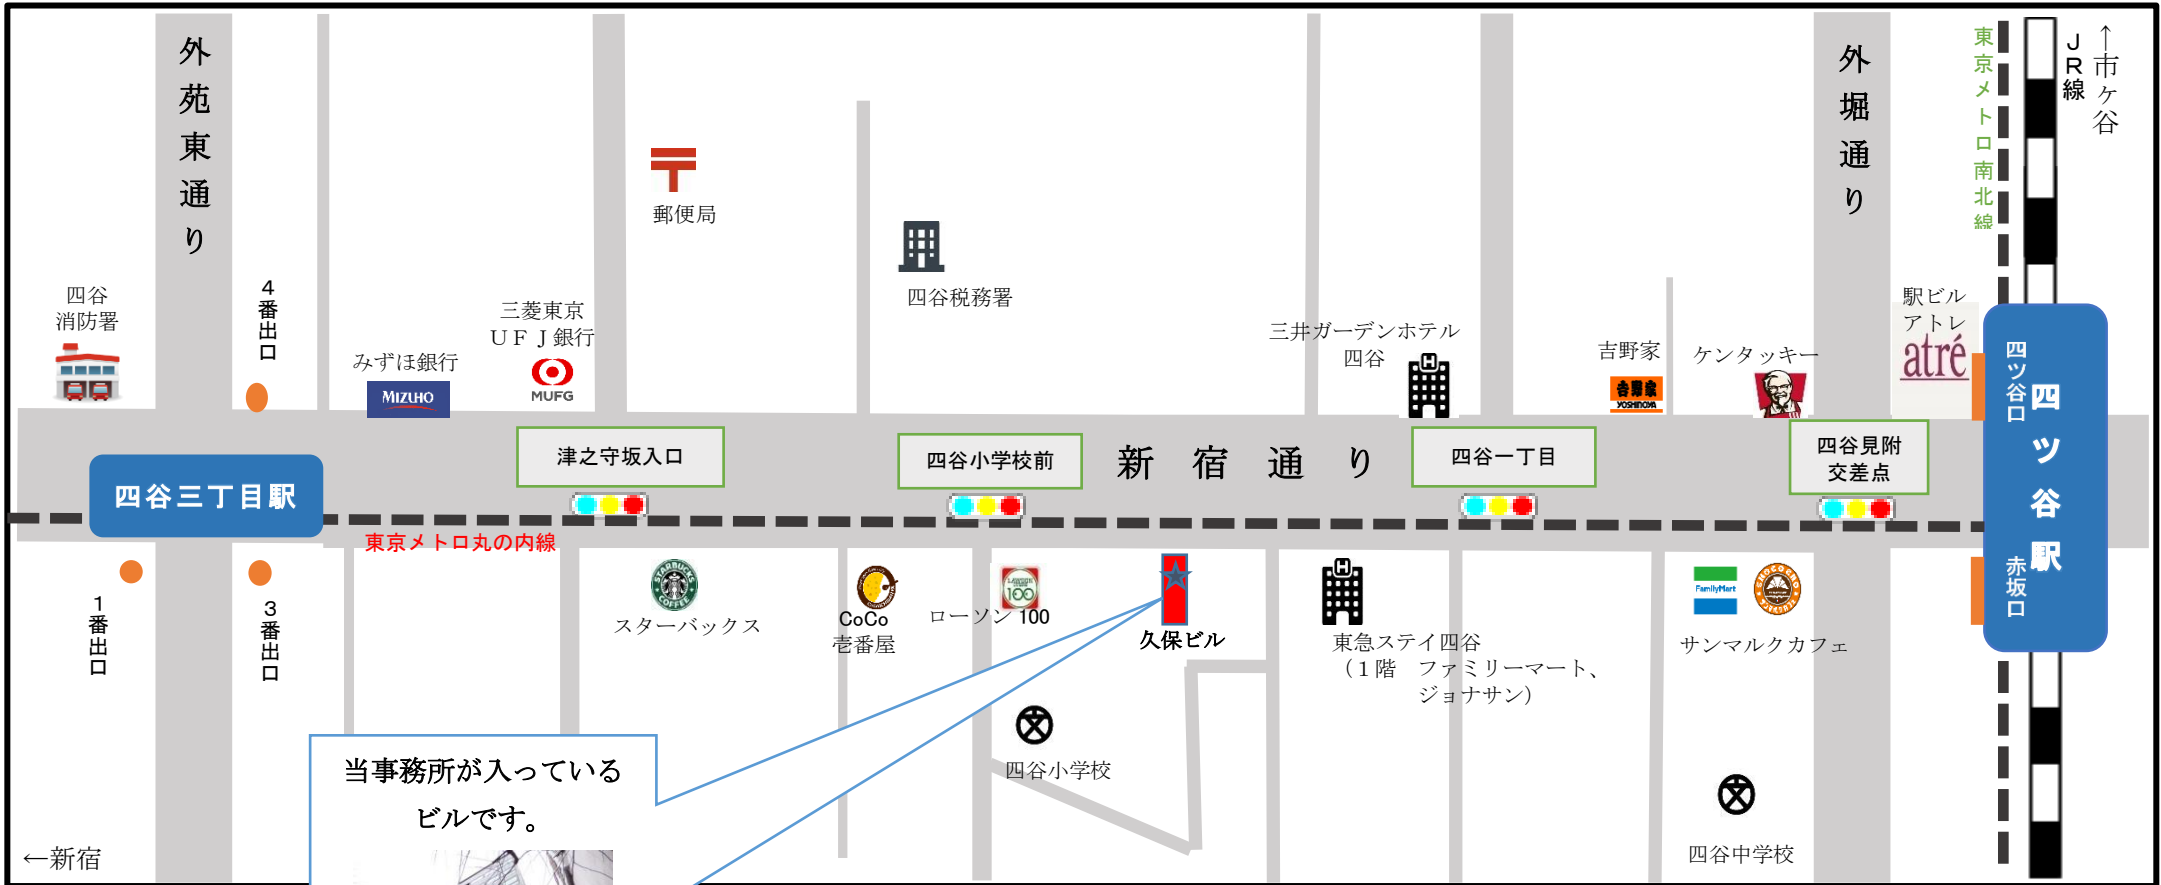 外苑東通り
外堀通り
東京メトロ南北線
JR線
↑市ケ谷
郵便局
四谷税務署
四谷
消防署
4番出口
みずほ銀行
MIZUHO
三菱東京
UFJ銀行
MUFG
三井ガーデンホテル
四谷
吉野家
吉野家
YOSHINOYA
ケンタッキー
駅ビル
アトレ
atré
四ツ谷口
四ツ谷駅
赤坂口
四谷三丁目駅
津之守坂入口
四谷小学校前
新宿通り
四谷一丁目
四谷見附
交差点
東京メトロ丸の内線
1番出口
3番出口
STARBUCKS
COFFEE
スターバックス
CoCo
壱番屋
100
ローソン 100
久保ビル
東急ステイ四谷
(1階 ファミリーマート、
ジョナサン)
FamilyMart
サンマルクカフェ
四谷小学校
四谷中学校
当事務所が入っている
ビルです。
←新宿